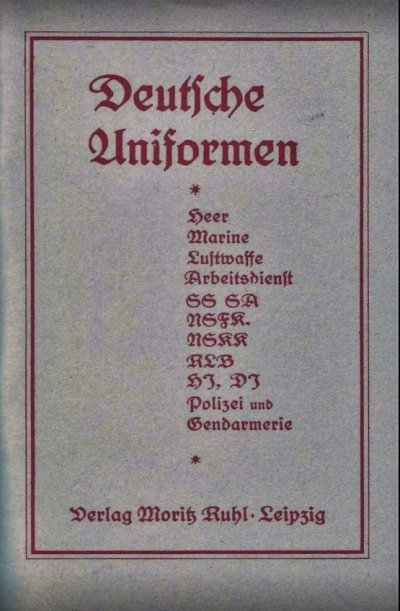 Deutsche
Uniformen
*
Heer
Marine
Luftwaffe
Arbeitsdienst
SS SA
NSFK.
NSKK
RLB
HJ, DJ
Polizei und
Gendarmerie
*
Verlag Moritz Ruhl · Leipzig